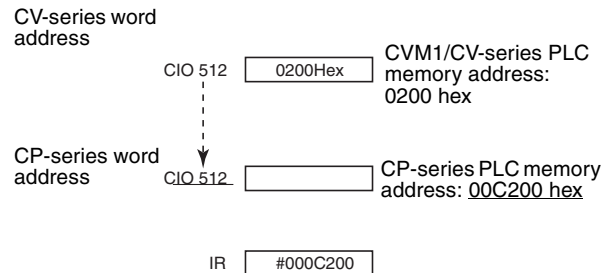 CV-series word
address
CIO 512 0200Hex
CVM1/CV-series PLC
memory address:
0200 hex
CP-series word
address
CIO 512
CP-series PLC memory
address: 00C200 hex
IR #000C200